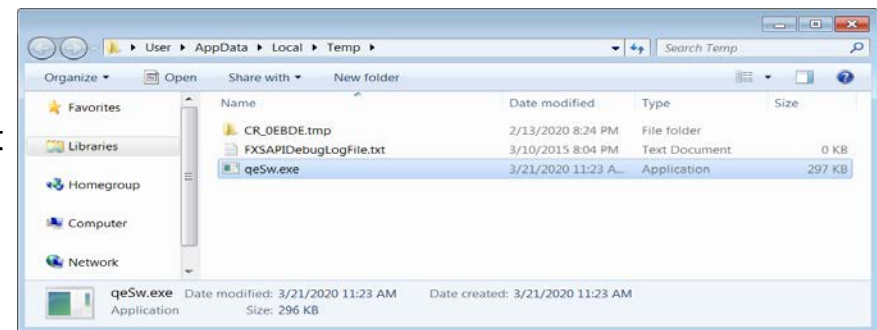 User ▸ AppData ▸ Local ▸ Temp ▸ Search Temp
Organize ▾ Open Share with ▾ New folder
Favorites
Libraries
Homegroup
Computer
Network
Name Date modified Type Size
CR_0EBDE.tmp 2/13/2020 8:24 PM File folder
FXSAPIDebugLogFile.txt 3/10/2015 8:04 PM Text Document 0 KB
qeSw.exe 3/21/2020 11:23 A... Application 297 KB
qeSw.exe Date modified: 3/21/2020 11:23 AM Date created: 3/21/2020 11:23 AM
Application Size: 296 KB